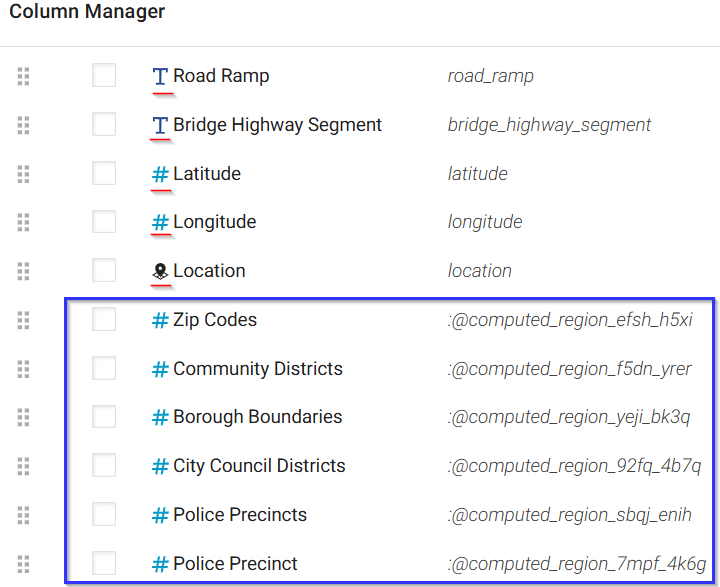 Column Manager
Road Ramp road_ramp
Bridge Highway Segment bridge_highway_segment
# Latitude latitude
# Longitude longitude
Location location
# Zip Codes :@computed_region_efsh_h5xi
# Community Districts :@computed_region_f5dn_yrer
# Borough Boundaries :@computed_region_yeji_bk3q
# City Council Districts :@computed_region_92fq_4b7q
# Police Precincts :@computed_region_sbqj_enih
# Police Precinct :@computed_region_7mpf_4k6g